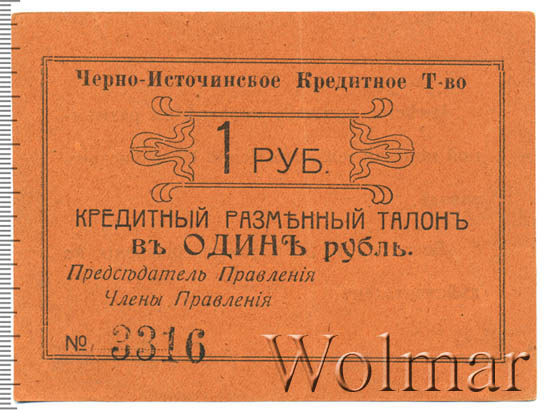 Черно-Источинское Кредитное Т-во
1 РУБ.
КРЕДИТНЫЙ РАЗМѢННЫЙ ТАЛОНЪ
въ ОДИНЪ рубль.
Предсѣдатель Правленія
Члены Правленія
№ 3316
Wolmar